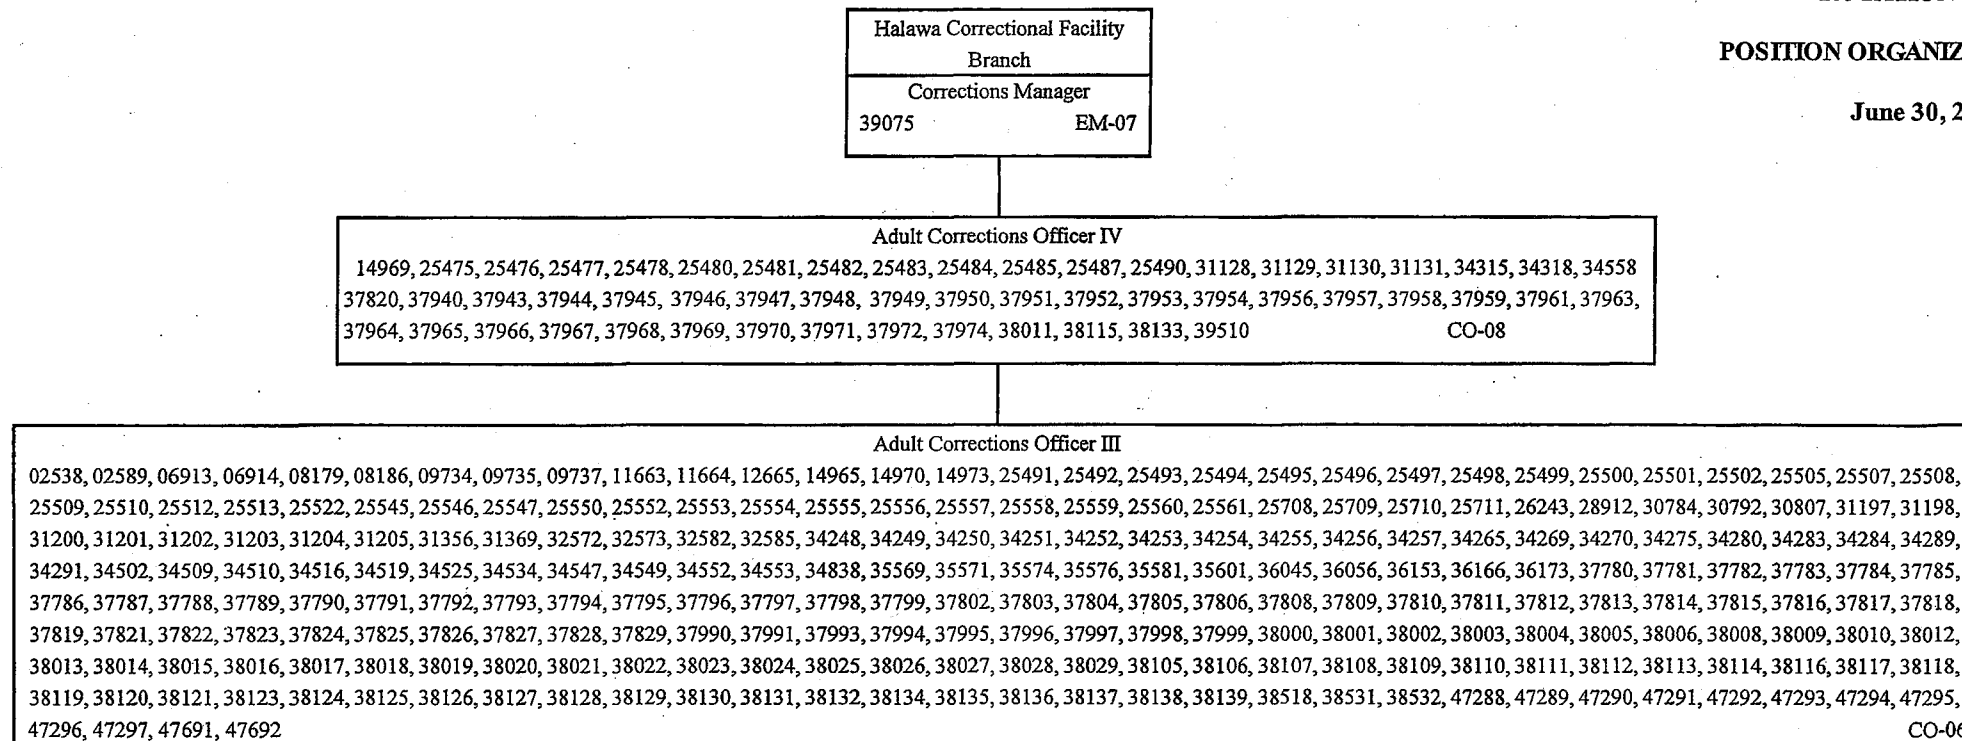 POSITION ORGANIZ
June 30, 2
Halawa Correctional Facility
Branch
Corrections Manager
39075 EM-07
Adult Corrections Officer IV
14969, 25475, 25476, 25477, 25478, 25480, 25481, 25482, 25483, 25484, 25485, 25487, 25490, 31128, 31129, 31130, 31131, 34315, 34318, 34558
37820, 37940, 37943, 37944, 37945, 37946, 37947, 37948, 37949, 37950, 37951, 37952, 37953, 37954, 37956, 37957, 37958, 37959, 37961, 37963,
37964, 37965, 37966, 37967, 37968, 37969, 37970, 37971, 37972, 37974, 38011, 38115, 38133, 39510 CO-08
Adult Corrections Officer III
02538, 02589, 06913, 06914, 08179, 08186, 09734, 09735, 09737, 11663, 11664, 12665, 14965, 14970, 14973, 25491, 25492, 25493, 25494, 25495, 25496, 25497, 25498, 25499, 25500, 25501, 25502, 25505, 25507, 25508,
25509, 25510, 25512, 25513, 25522, 25545, 25546, 25547, 25550, 25552, 25553, 25554, 25555, 25556, 25557, 25558, 25559, 25560, 25561, 25708, 25709, 25710, 25711, 26243, 28912, 30784, 30792, 30807, 31197, 31198,
31200, 31201, 31202, 31203, 31204, 31205, 31356, 31369, 32572, 32573, 32582, 32585, 34248, 34249, 34250, 34251, 34252, 34253, 34254, 34255, 34256, 34257, 34265, 34269, 34270, 34275, 34280, 34283, 34284, 34289,
34291, 34502, 34509, 34510, 34516, 34519, 34525, 34534, 34547, 34549, 34552, 34553, 34838, 35569, 35571, 35574, 35576, 35581, 35601, 36045, 36056, 36153, 36166, 36173, 37780, 37781, 37782, 37783, 37784, 37785,
37786, 37787, 37788, 37789, 37790, 37791, 37792, 37793, 37794, 37795, 37796, 37797, 37798, 37799, 37802, 37803, 37804, 37805, 37806, 37808, 37809, 37810, 37811, 37812, 37813, 37814, 37815, 37816, 37817, 37818,
37819, 37821, 37822, 37823, 37824, 37825, 37826, 37827, 37828, 37829, 37990, 37991, 37993, 37994, 37995, 37996, 37997, 37998, 37999, 38000, 38001, 38002, 38003, 38004, 38005, 38006, 38008, 38009, 38010, 38012,
38013, 38014, 38015, 38016, 38017, 38018, 38019, 38020, 38021, 38022, 38023, 38024, 38025, 38026, 38027, 38028, 38029, 38105, 38106, 38107, 38108, 38109, 38110, 38111, 38112, 38113, 38114, 38116, 38117, 38118,
38119, 38120, 38121, 38123, 38124, 38125, 38126, 38127, 38128, 38129, 38130, 38131, 38132, 38134, 38135, 38136, 38137, 38138, 38139, 38518, 38531, 38532, 47288, 47289, 47290, 47291, 47292, 47293, 47294, 47295,
47296, 47297, 47691, 47692 CO-06